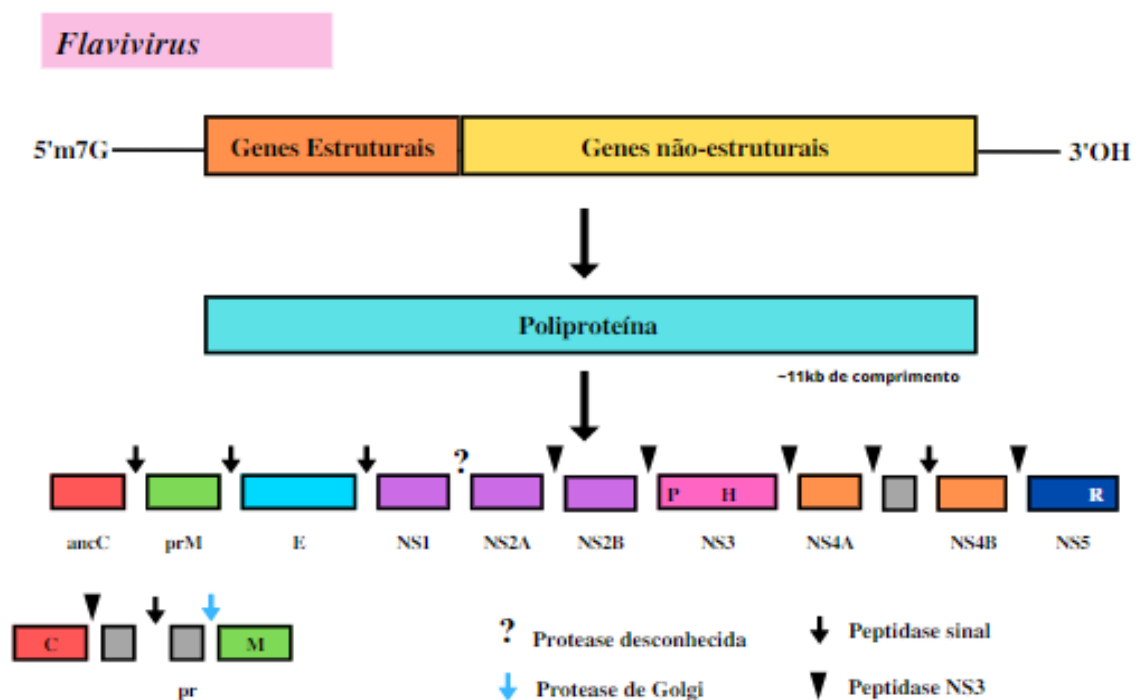 Flavivirus
5'm7G Genes Estruturais Genes não-estruturais 3'OH
Poliproteína
~11kb de comprimento
?
P H R
ancC prM E NS1 NS2A NS2B NS3 NS4A NS4B NS5
C M
pr
? Protease desconhecida
Peptidase sinal
Protease de Golgi
Peptidase NS3